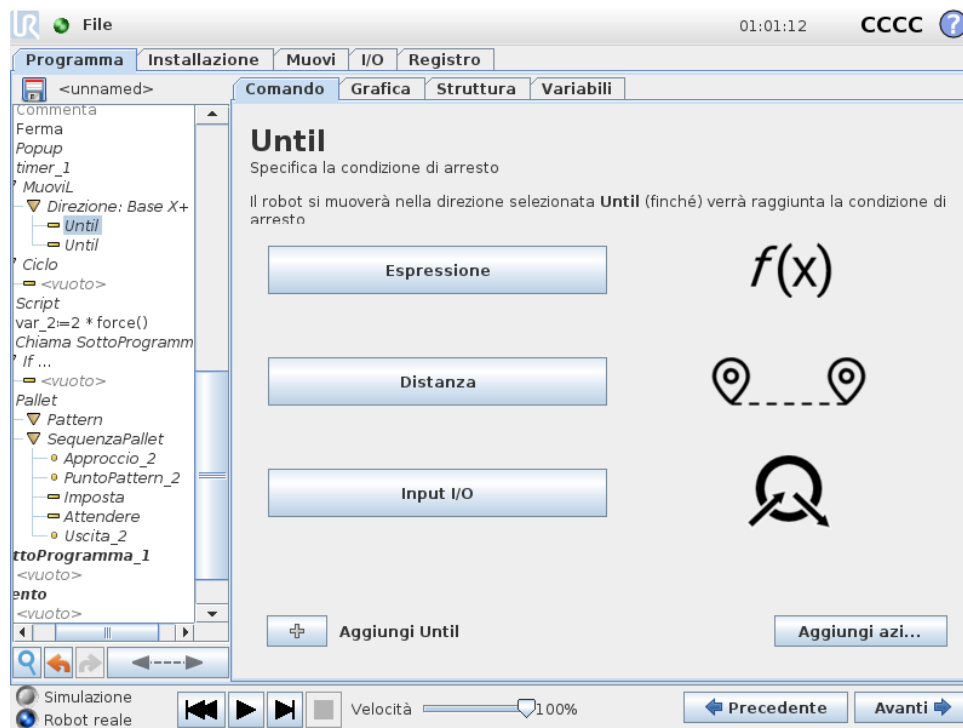 UR File 01:01:12 CCCC ?
Programma Installazione Muovi I/O Registro
<unnamed> Comando Grafica Struttura Variabili
Commenta
Ferma
Popup
timer_1
MuoviL
Direzione: Base X+
Until
Until
Ciclo
<vuoto>
Script
var_2:=2 * force()
Chiama SottoProgramm
If ...
<vuoto>
Pallet
Pattern
SequenzaPallet
Approccio_2
PuntoPattern_2
Imposta
Attendere
Uscita_2
ttoProgramma_1
<vuoto>
ento
<vuoto>
Until
Specifica la condizione di arresto
Il robot si muoverà nella direzione selezionata Until (finché) verrà raggiunta la condizione di
arresto
Espressione f(x)
Distanza
Input I/O
Aggiungi Until Aggiungi azi...
Simulazione
Robot reale
Velocità 100% Precedente Avanti